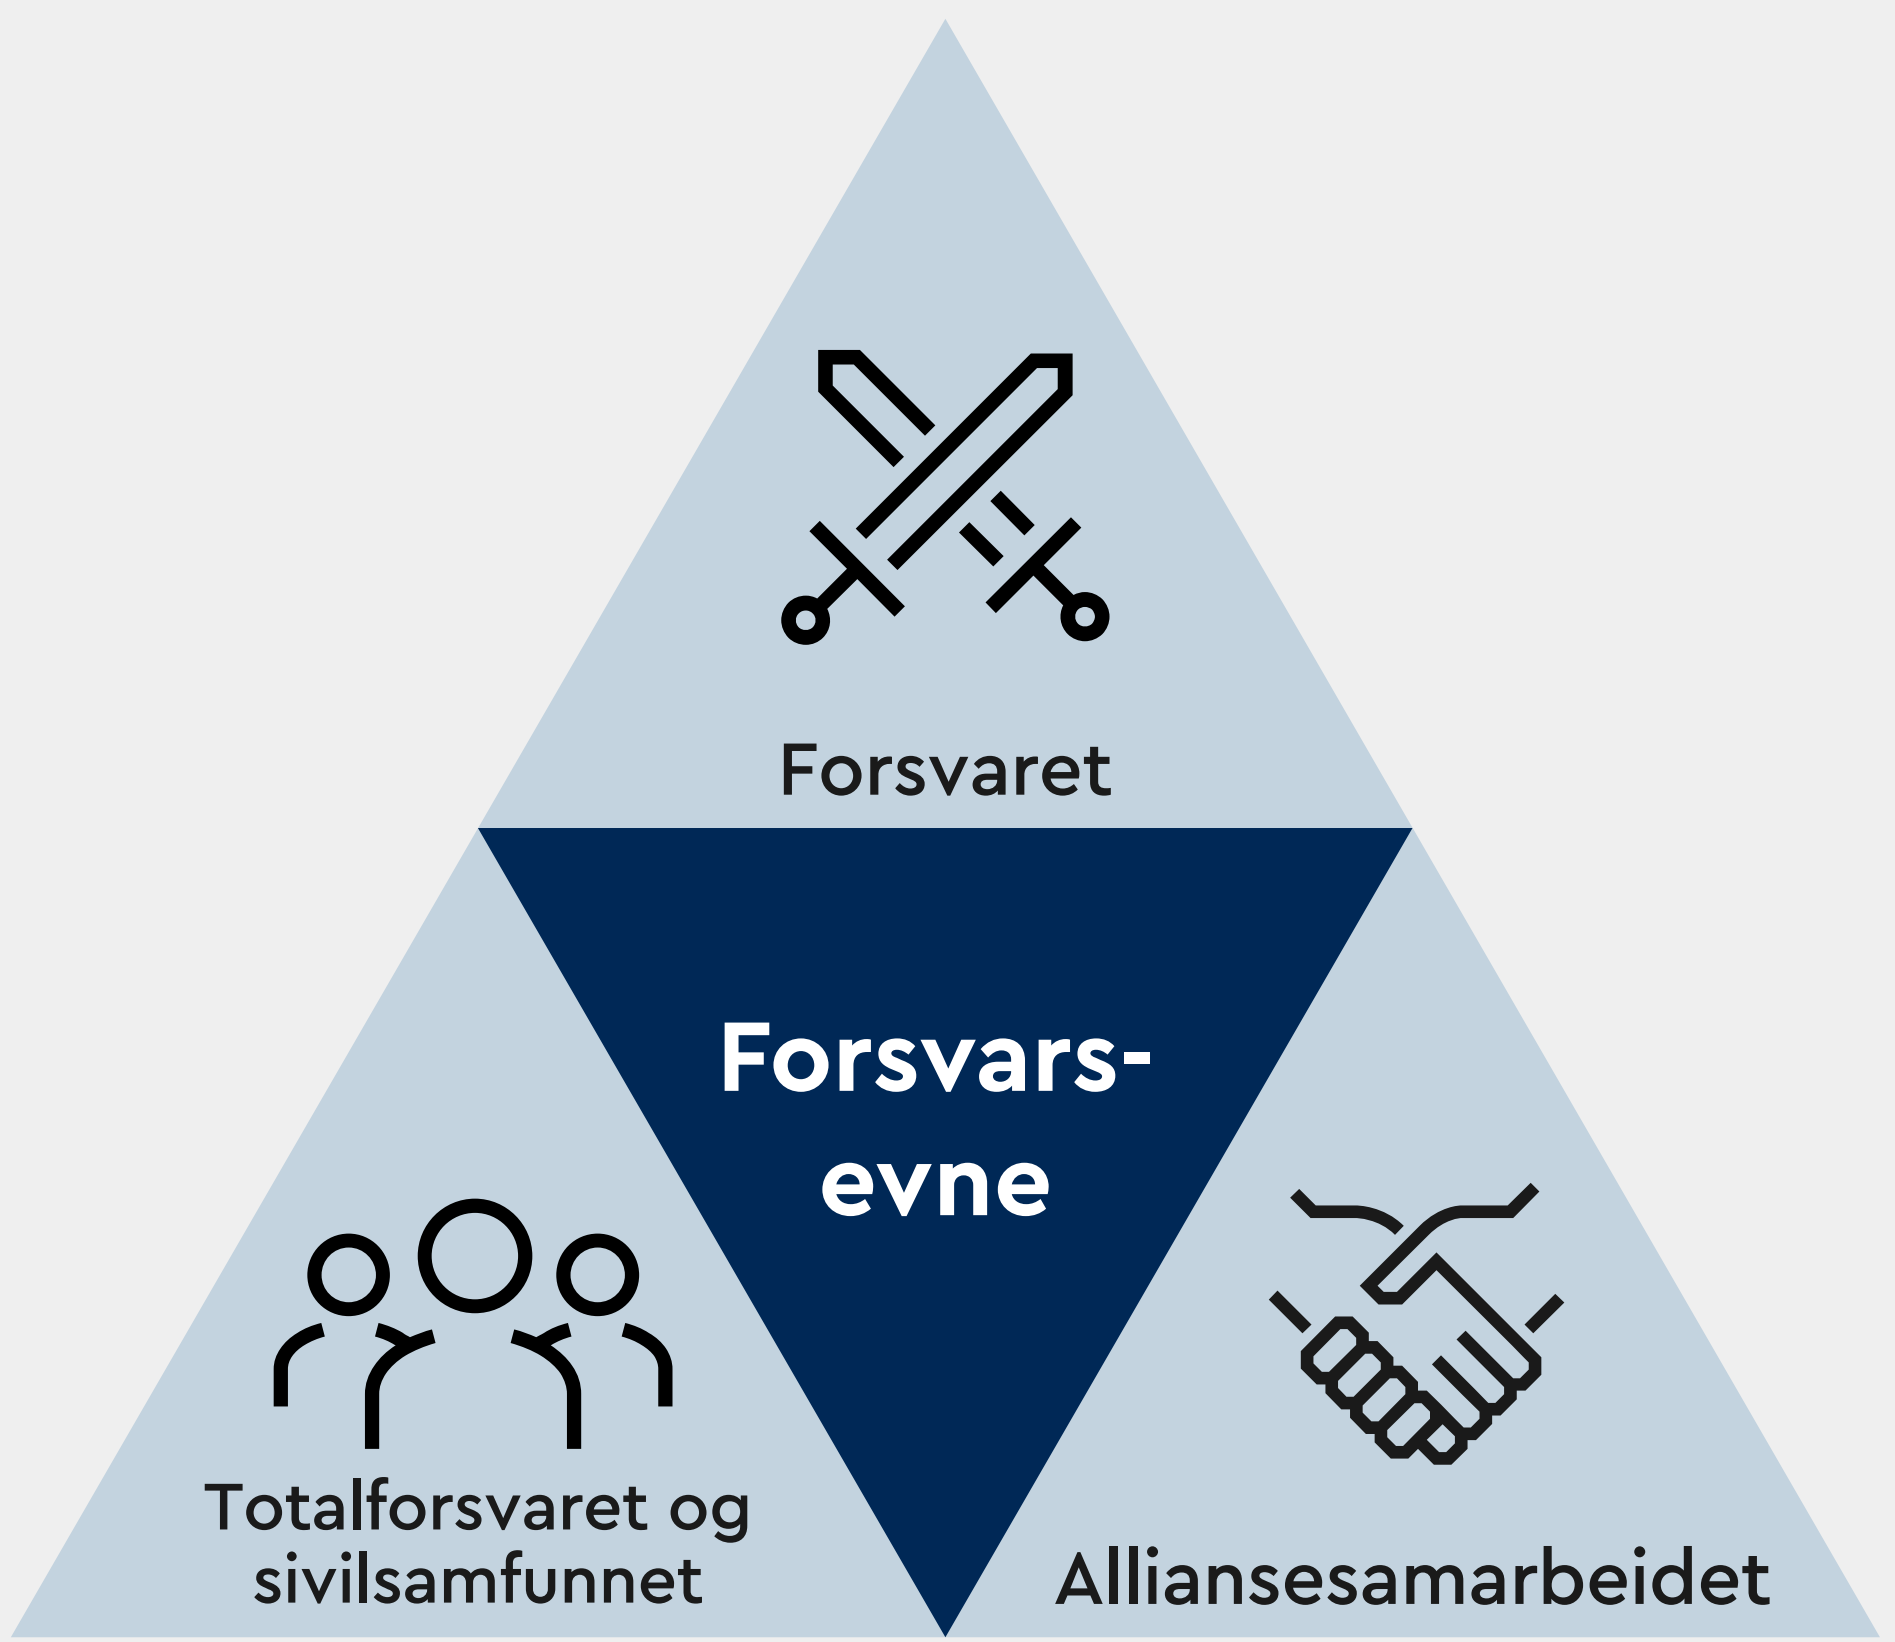 Forsvaret
Forsvars-
evne
Totalforsvaret og
sivilsamfunnet
Alliansesamarbeidet